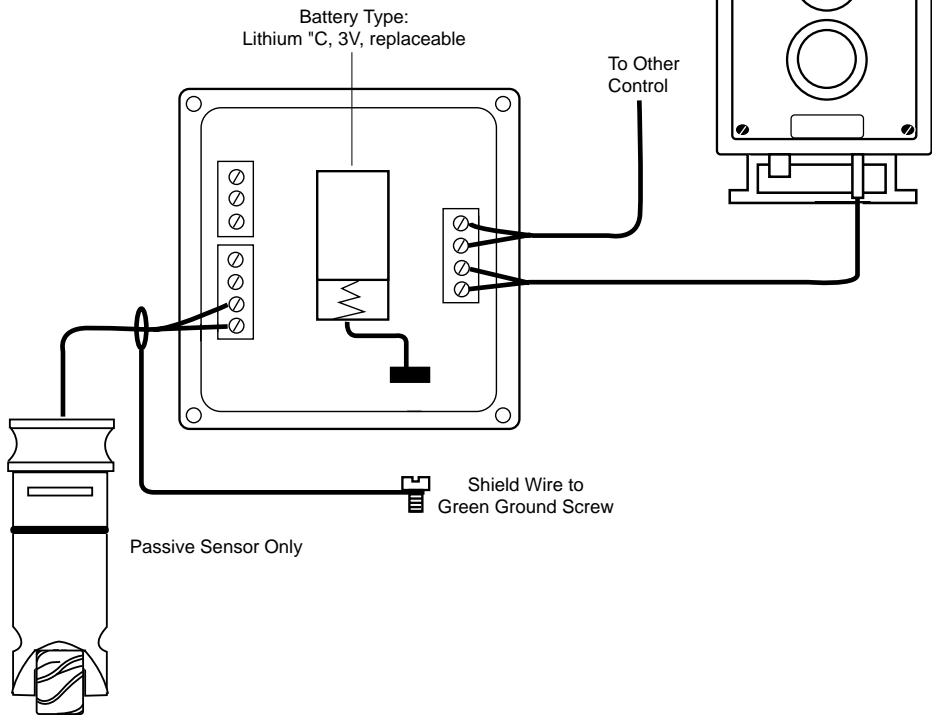 Battery Type:
Lithium "C, 3V, replaceable
To Other
Control
Shield Wire to
Green Ground Screw
Passive Sensor Only